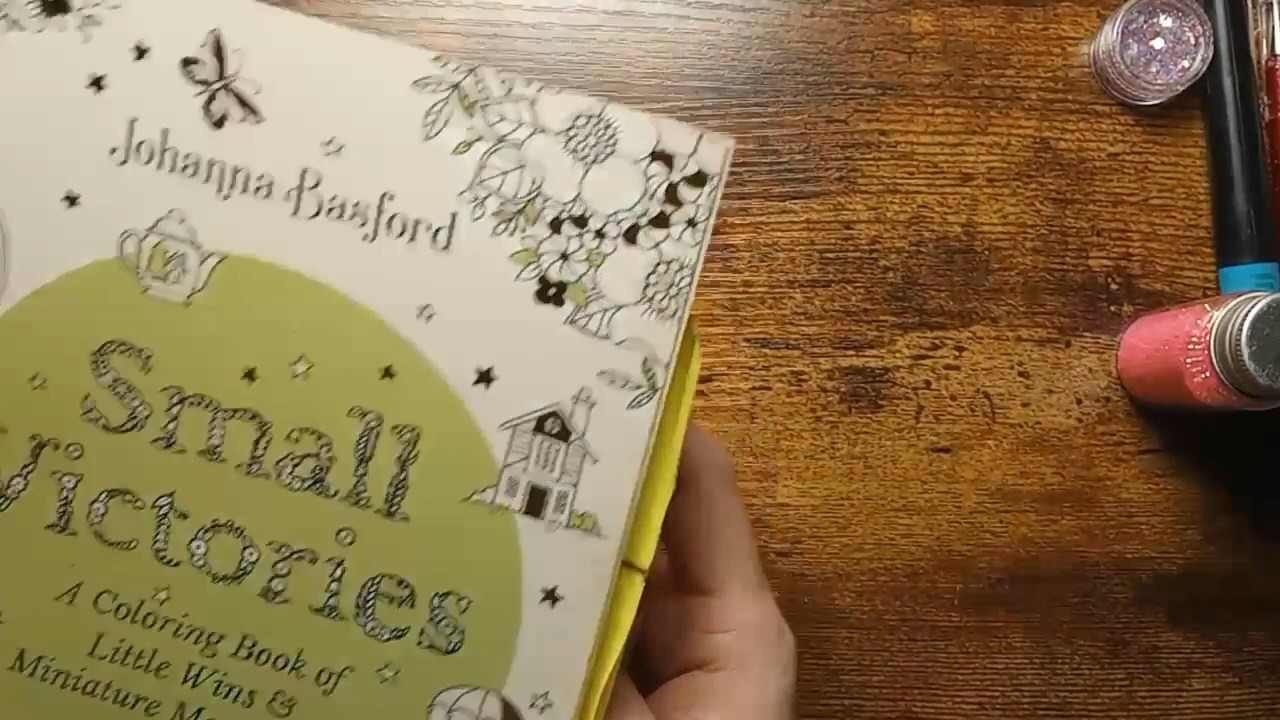 Johanna Basford
Small
Victories
A Coloring Book of
Little Wins &
Miniature